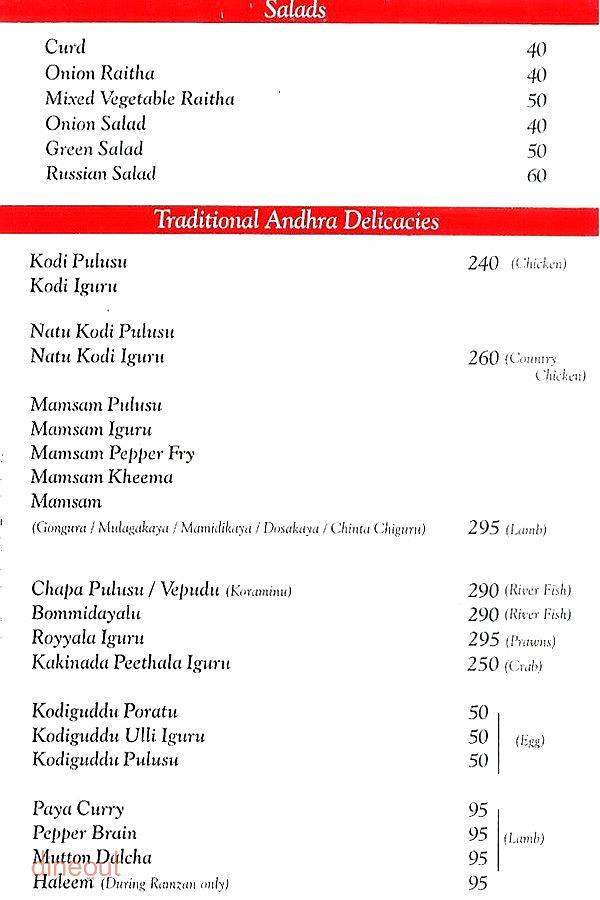 Salads
Curd 40
Onion Raitha 40
Mixed Vegetable Raitha 50
Onion Salad 40
Green Salad 50
Russian Salad 60
Traditional Andhra Delicacies
Kodi Pulusu 240 (Chicken)
Kodi Iguru
Natu Kodi Pulusu
Natu Kodi Iguru 260 (Country
Chicken)
Mamsam Pulusu
Mamsam Iguru
Mamsam Pepper Fry
Mamsam Kheema
Mamsam
(Gongura / Mulagakaya / Mamidikaya / Dosakaya / Chinta Chiguru) 295 (Lamb)
Chapa Pulusu / Vepudu (Koraminu) 290 (River Fish)
Bommidayalu 290 (River Fish)
Royyala Iguru 295 (Prawns)
Kakinada Peethala Iguru 250 (Crab)
Kodiguddu Poratu 50
Kodiguddu Ulli Iguru 50 (Egg)
Kodiguddu Pulusu 50
Paya Curry 95
Pepper Brain 95 (Lamb)
Mutton Dalcha 95
dineout
Haleem (During Ramzan only) 95